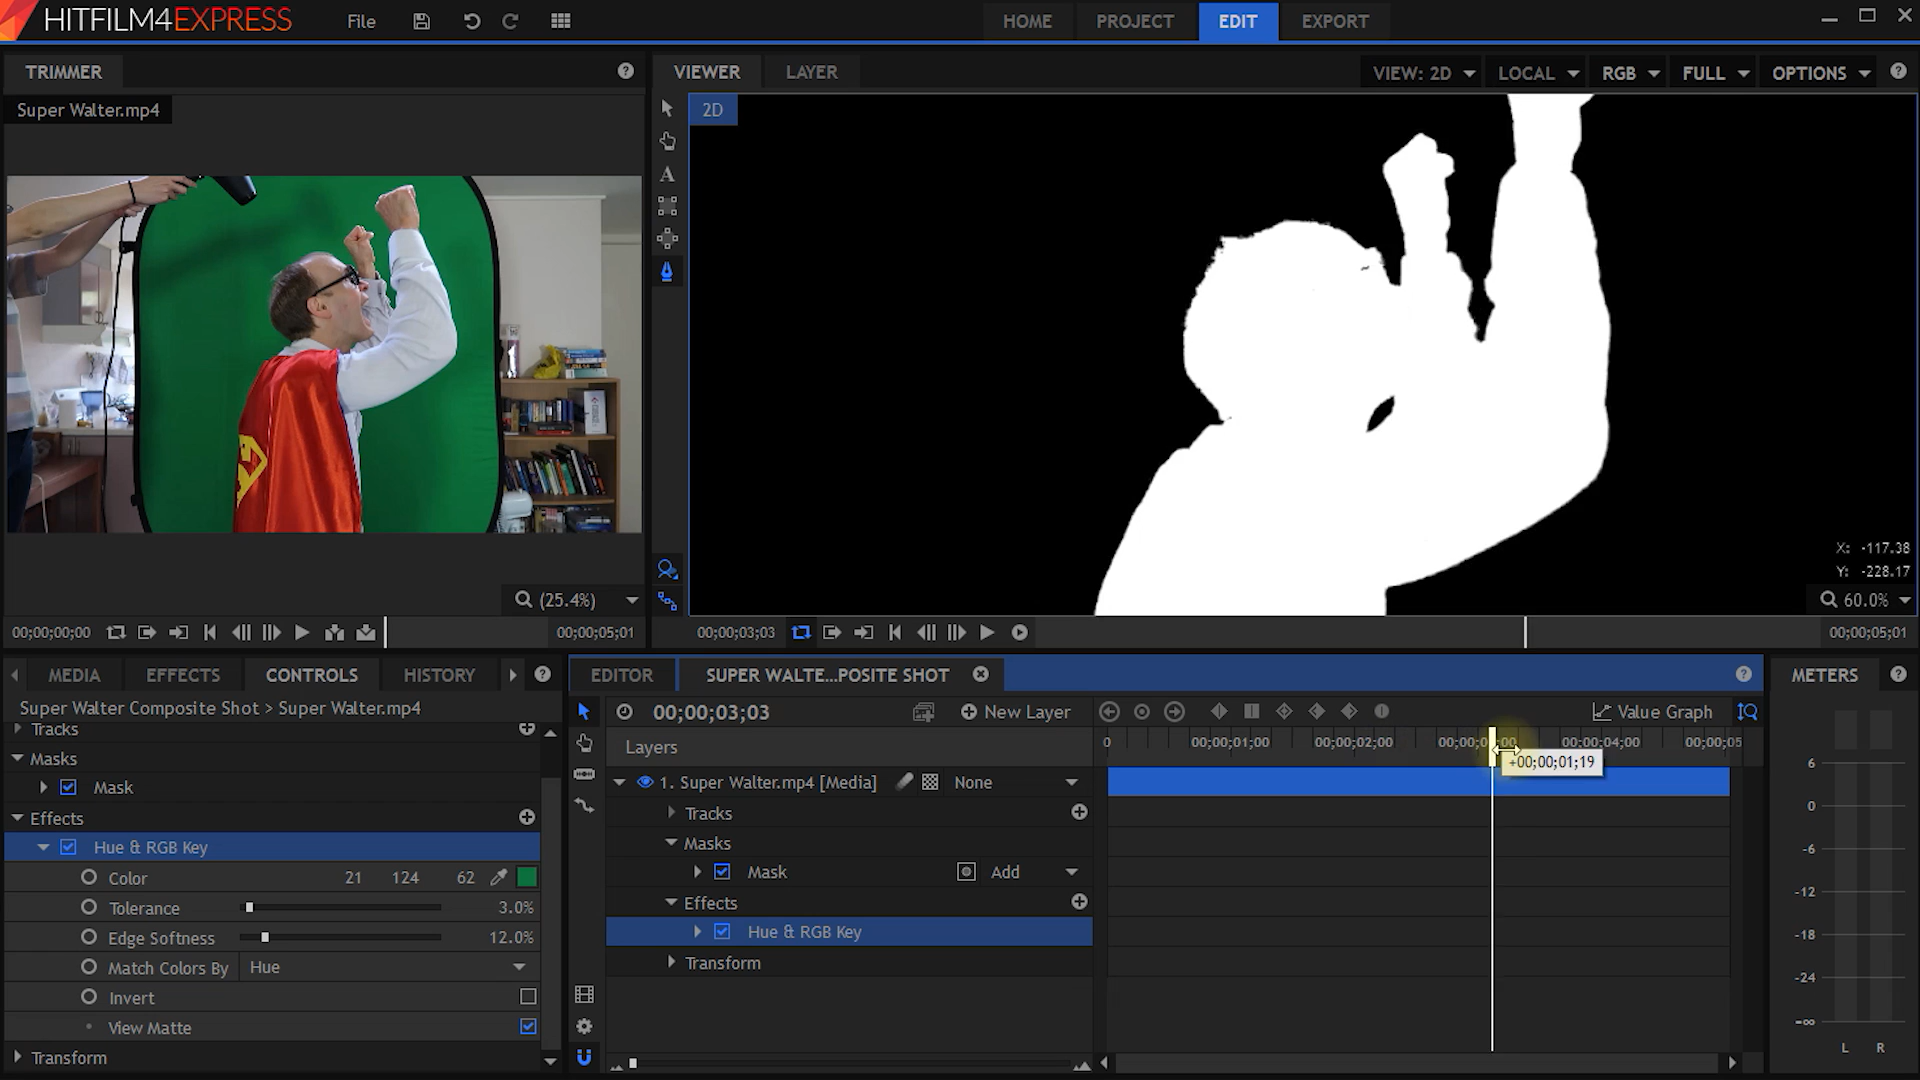 HITFILM4EXPRESS File HOME PROJECT EDIT EXPORT
TRIMMER
Super Walter.mp4
(25.4%)
00;00;00;00 00;00;05;01
VIEWER LAYER VIEW: 2D LOCAL RGB FULL OPTIONS
2D
X: -117.38
Y: -228.17
60.0%
00;00;03;03 00;00;05;01
MEDIA EFFECTS CONTROLS HISTORY
Super Walter Composite Shot > Super Walter.mp4
Tracks
Masks
Mask
Effects
Hue & RGB Key
Color 21 124 62
Tolerance 3.0%
Edge Softness 12.0%
Match Colors By Hue
Invert
View Matte
Transform
EDITOR SUPER WALTE...POSITE SHOT
00;00;03;03 New Layer Value Graph
Layers 0 00;00;01;00 00;00;02;00 00;00;04;00 00;00;05
+00;00;01;19
1. Super Walter.mp4 [Media] None
Tracks
Masks
Mask Add
Effects
Hue & RGB Key
Transform
METERS
6
0
-6
-12
-18
-24
-∞
L R